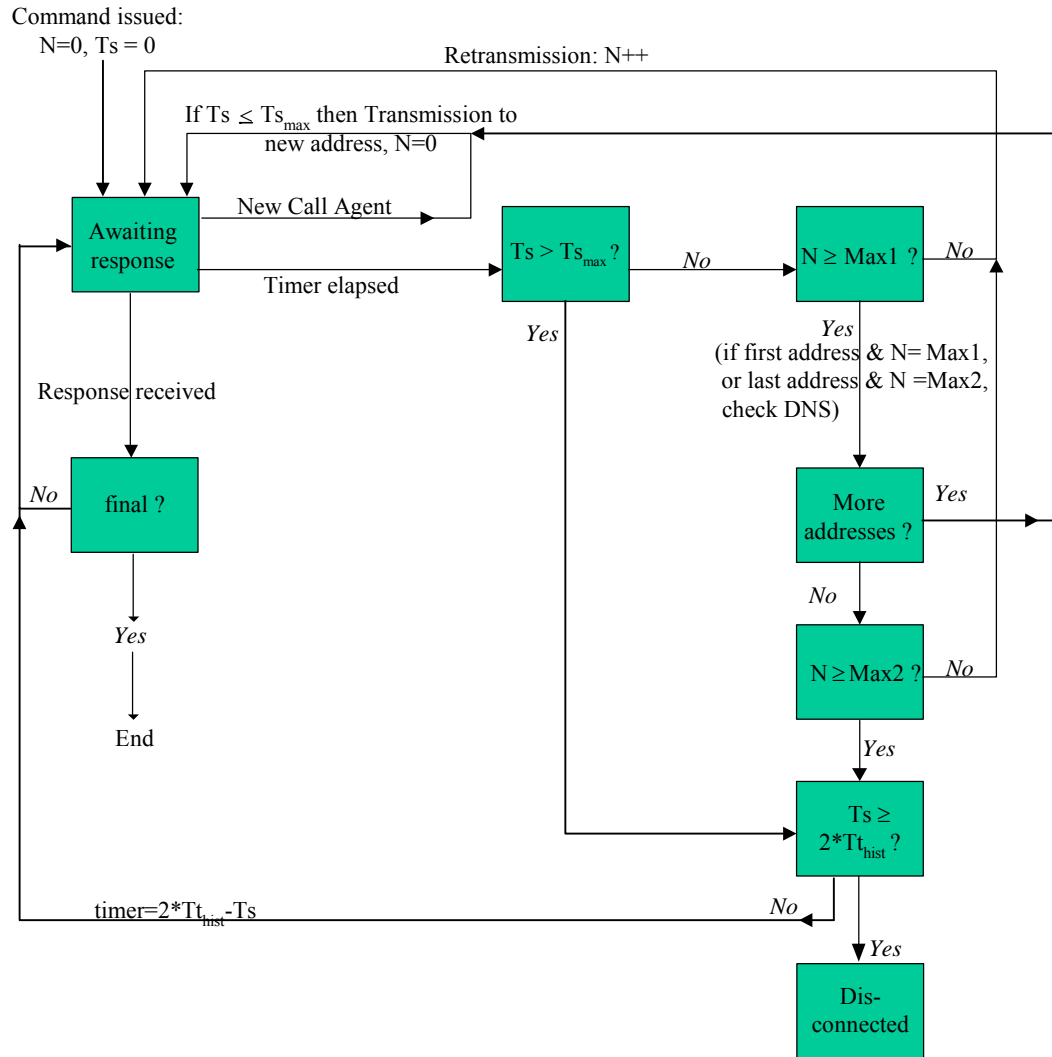 Command issued:
N=0, Ts = 0
Retransmission: N++
If Ts ≤ Tsmax then Transmission to
new address, N=0
New Call Agent
Awaiting
response
Timer elapsed
Ts > Tsmax ?
No
N ≥ Max1 ?
No
Yes
Yes
(if first address & N= Max1,
or last address & N =Max2,
check DNS)
Response received
final ?
No
More
addresses ?
Yes
No
Yes
End
N ≥ Max2 ?
No
Yes
Ts ≥
2*Tthist ?
timer=2*Tthist-Ts
No
Yes
Dis-
connected